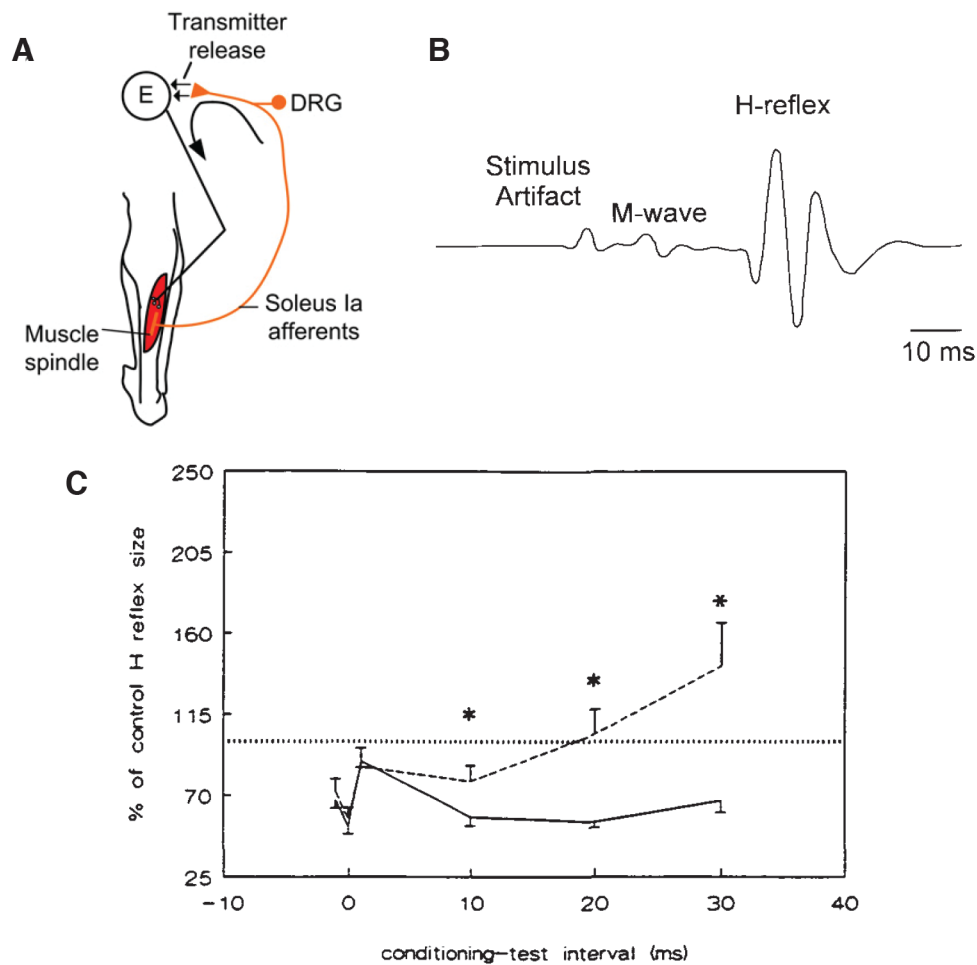 A
Transmitter
release
E
DRG
Muscle
spindle
Soleus Ia
afferents
B
H-reflex
Stimulus
Artifact
M-wave
10 ms
C
% of control H reflex size
250
205
160
115
70
25
*
*
*
-10
0
10
20
30
40
conditioning-test interval (ms)